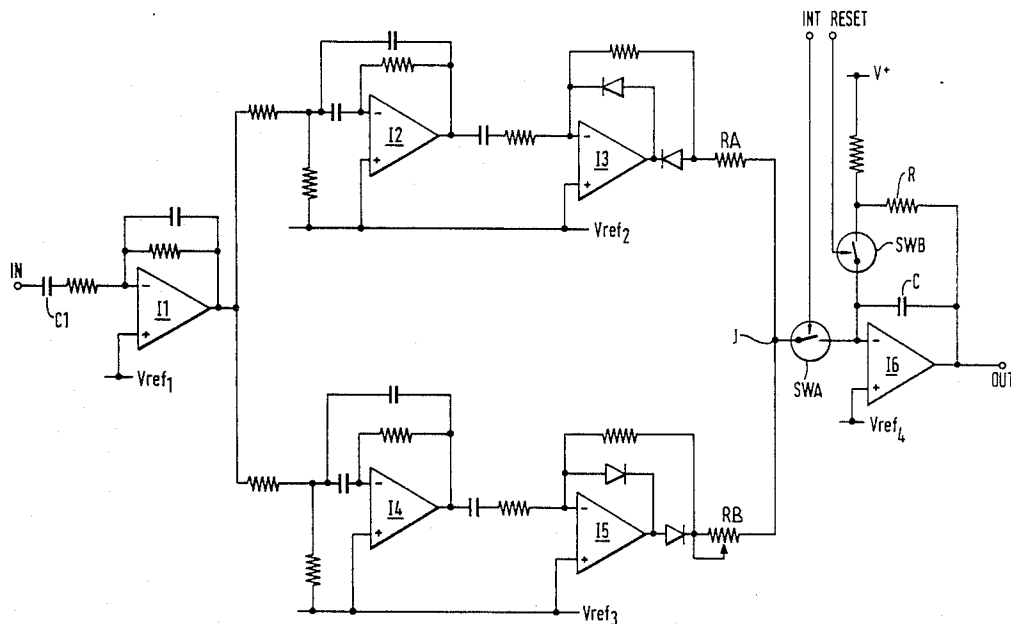 INT RESET
V+
I2
I3
RA
R
SWB
Vref2
IN
C1
I1
C
J
SWA
I6
OUT
Vref1
Vref4
I4
I5
RB
Vref3